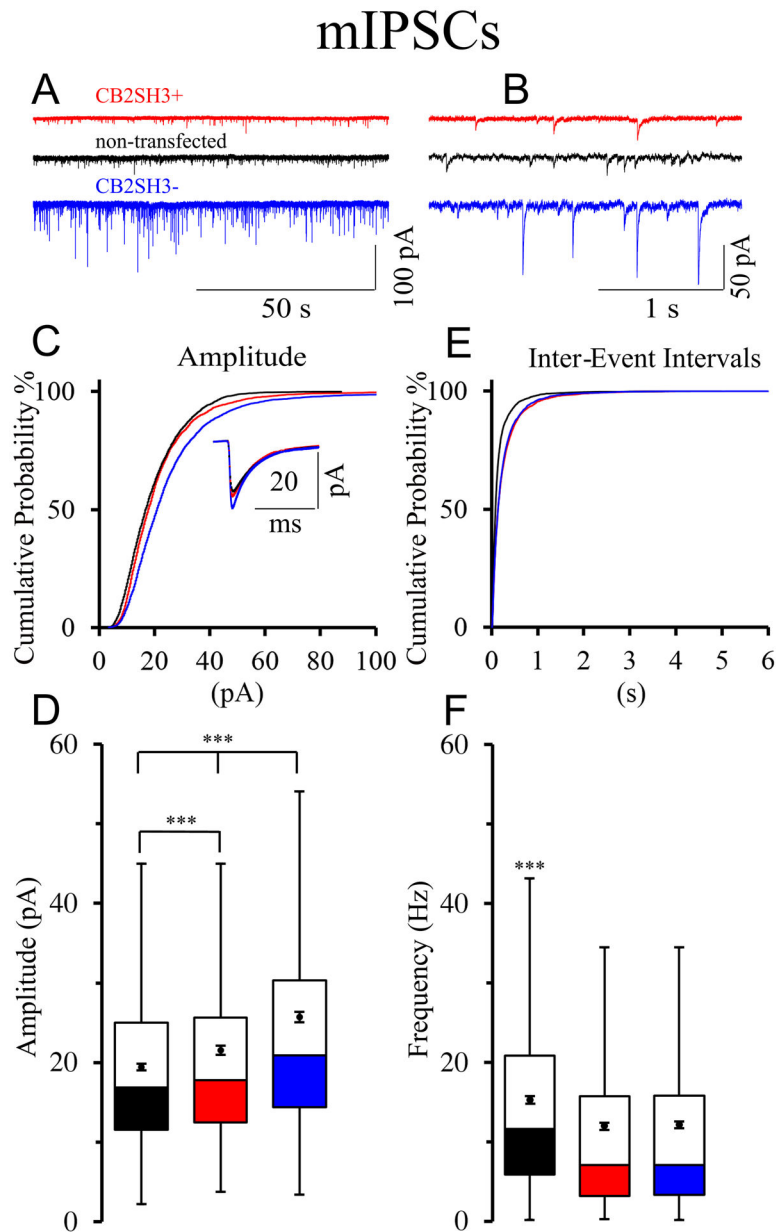 mIPSCs
A
B
CB2SH3+
non-transfected
CB2SH3-
50 s
100 pA
1 s
50 pA
C
E
Amplitude
Inter-Event Intervals
Cumulative Probability %
100
50
0
20
pA
ms
0 20 40 60 80 100
(pA)
Cumulative Probability %
100
50
0
0 1 2 3 4 5 6
(s)
D
F
Amplitude (pA)
60
40
20
0
***
***
Frequency (Hz)
60
40
20
0
***